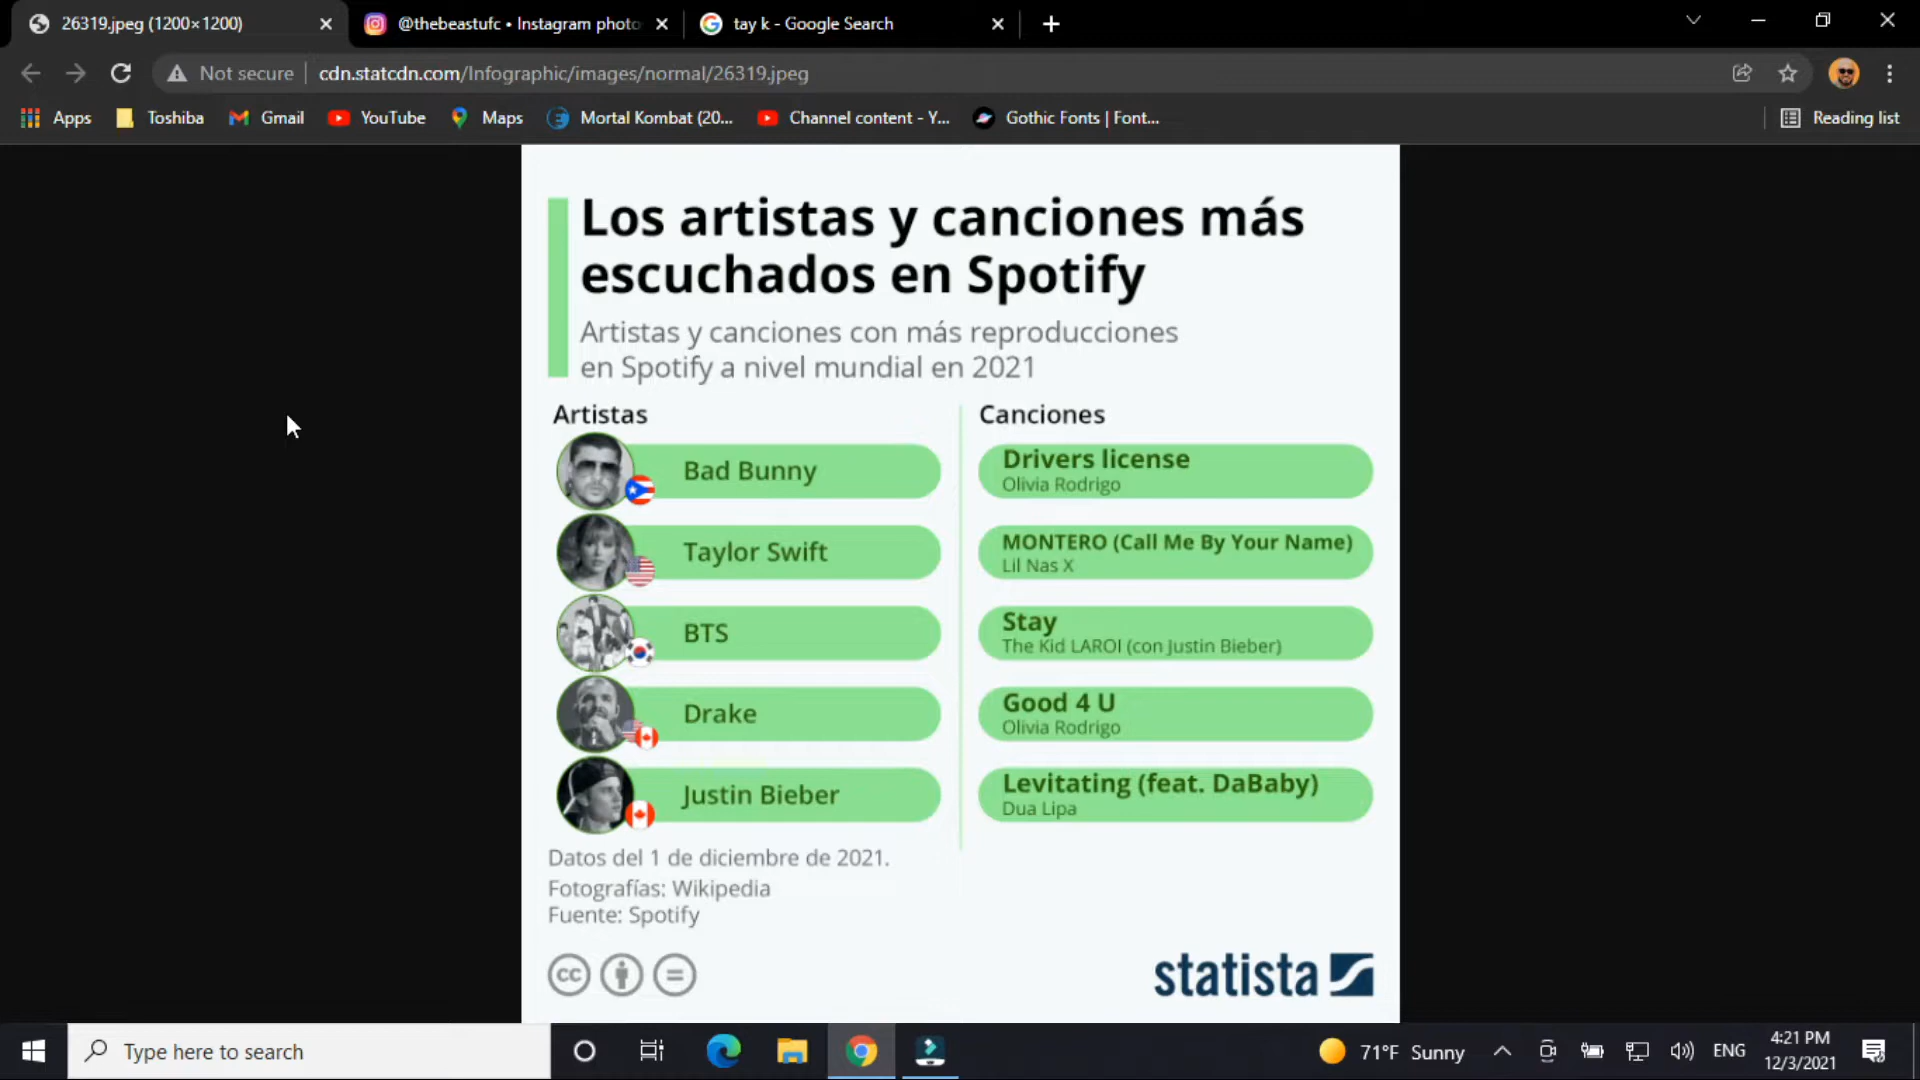 26319.jpeg (1200×1200)
@thebeastufc • Instagram photo
tay k - Google Search
Not secure
cdn.statcdn.com/Infographic/images/normal/26319.jpeg
Apps
Toshiba
Gmail
YouTube
Maps
Mortal Kombat (20...
Channel content - Y...
Gothic Fonts | Font...
Reading list
Los artistas y canciones más
escuchados en Spotify
Artistas y canciones con más reproducciones
en Spotify a nivel mundial en 2021
Artistas
Bad Bunny
Taylor Swift
BTS
Drake
Justin Bieber
Canciones
Drivers license
Olivia Rodrigo
MONTERO (Call Me By Your Name)
Lil Nas X
Stay
The Kid LAROI (con Justin Bieber)
Good 4 U
Olivia Rodrigo
Levitating (feat. DaBaby)
Dua Lipa
Datos del 1 de diciembre de 2021.
Fotografías: Wikipedia
Fuente: Spotify
cc
statista
Type here to search
71°F Sunny
ENG
4:21 PM
12/3/2021